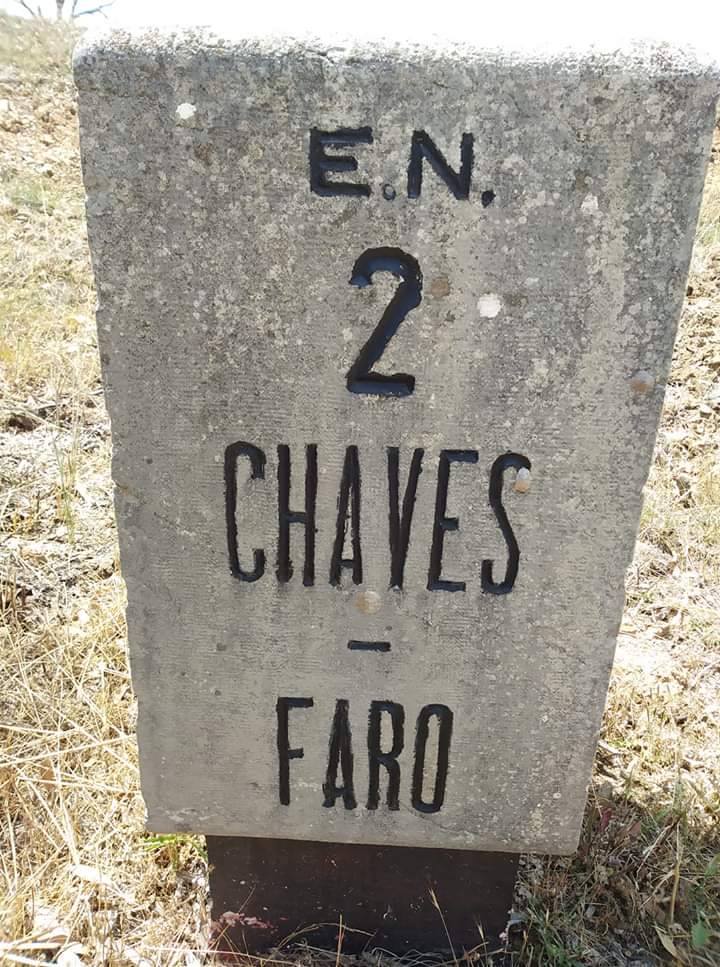 E.N.
2
CHAVES
-
FARO